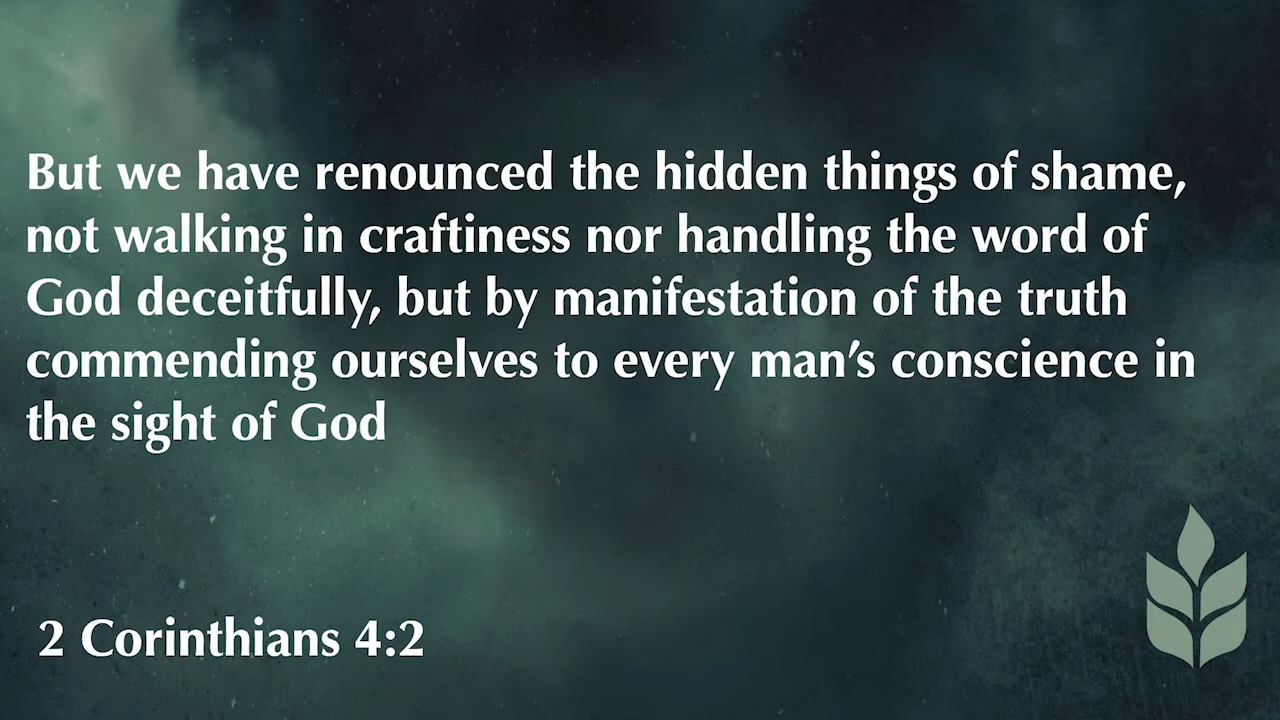 But we have renounced the hidden things of shame,
not walking in craftiness nor handling the word of
God deceitfully, but by manifestation of the truth
commending ourselves to every man’s conscience in
the sight of God
2 Corinthians 4:2